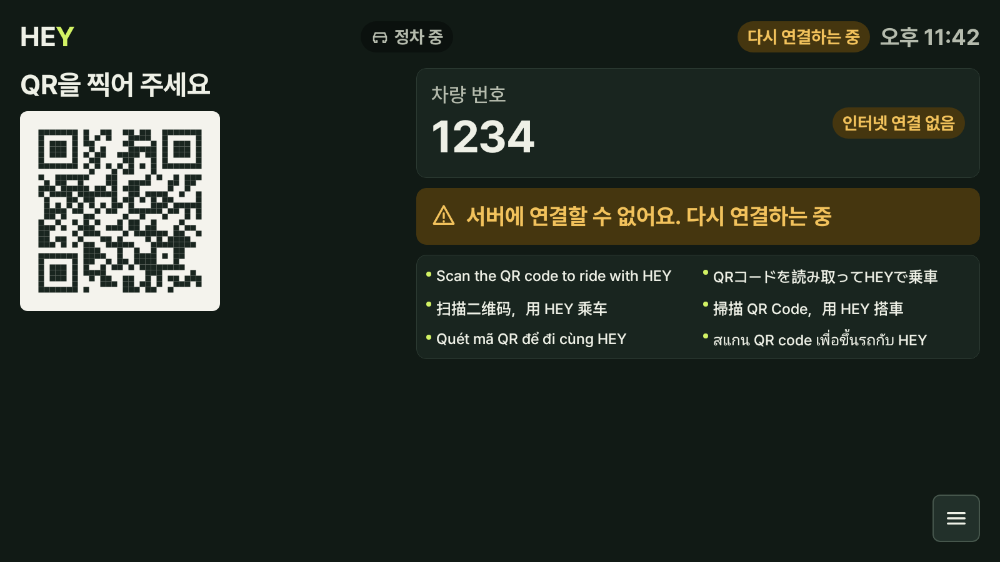 HEY
정차 중
다시 연결하는 중
오후 11:42
QR을 찍어 주세요
차량 번호
1234
인터넷 연결 없음
서버에 연결할 수 없어요. 다시 연결하는 중
Scan the QR code to ride with HEY
QRコードを読み取ってHEYで乗車
扫描二维码，用 HEY 乘车
掃描 QR Code，用 HEY 搭車
Quét mã QR để đi cùng HEY
สแกน QR code เพื่อขึ้นรถกับ HEY